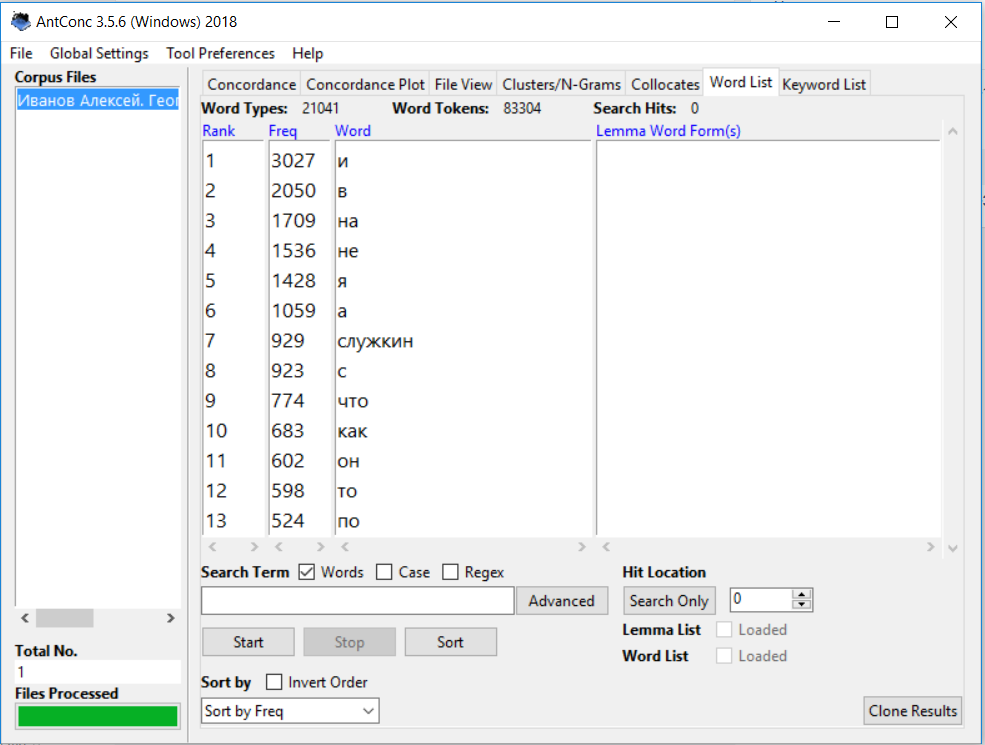 AntConc 3.5.6 (Windows) 2018
File Global Settings Tool Preferences Help
Corpus Files
Иванов Алексей. Геог
Concordance Concordance Plot File View Clusters/N-Grams Collocates Word List Keyword List
Word Types: 21041 Word Tokens: 83304 Search Hits: 0
Rank Freq Word Lemma Word Form(s)
1 3027 и
2 2050 в
3 1709 на
4 1536 не
5 1428 я
6 1059 а
7 929 служкин
8 923 с
9 774 что
10 683 как
11 602 он
12 598 то
13 524 по
Search Term Words Case Regex Hit Location
Advanced Search Only 0
Start Stop Sort Lemma List Loaded
Word List Loaded
Total No.
1
Files Processed
Sort by Invert Order
Sort by Freq Clone Results